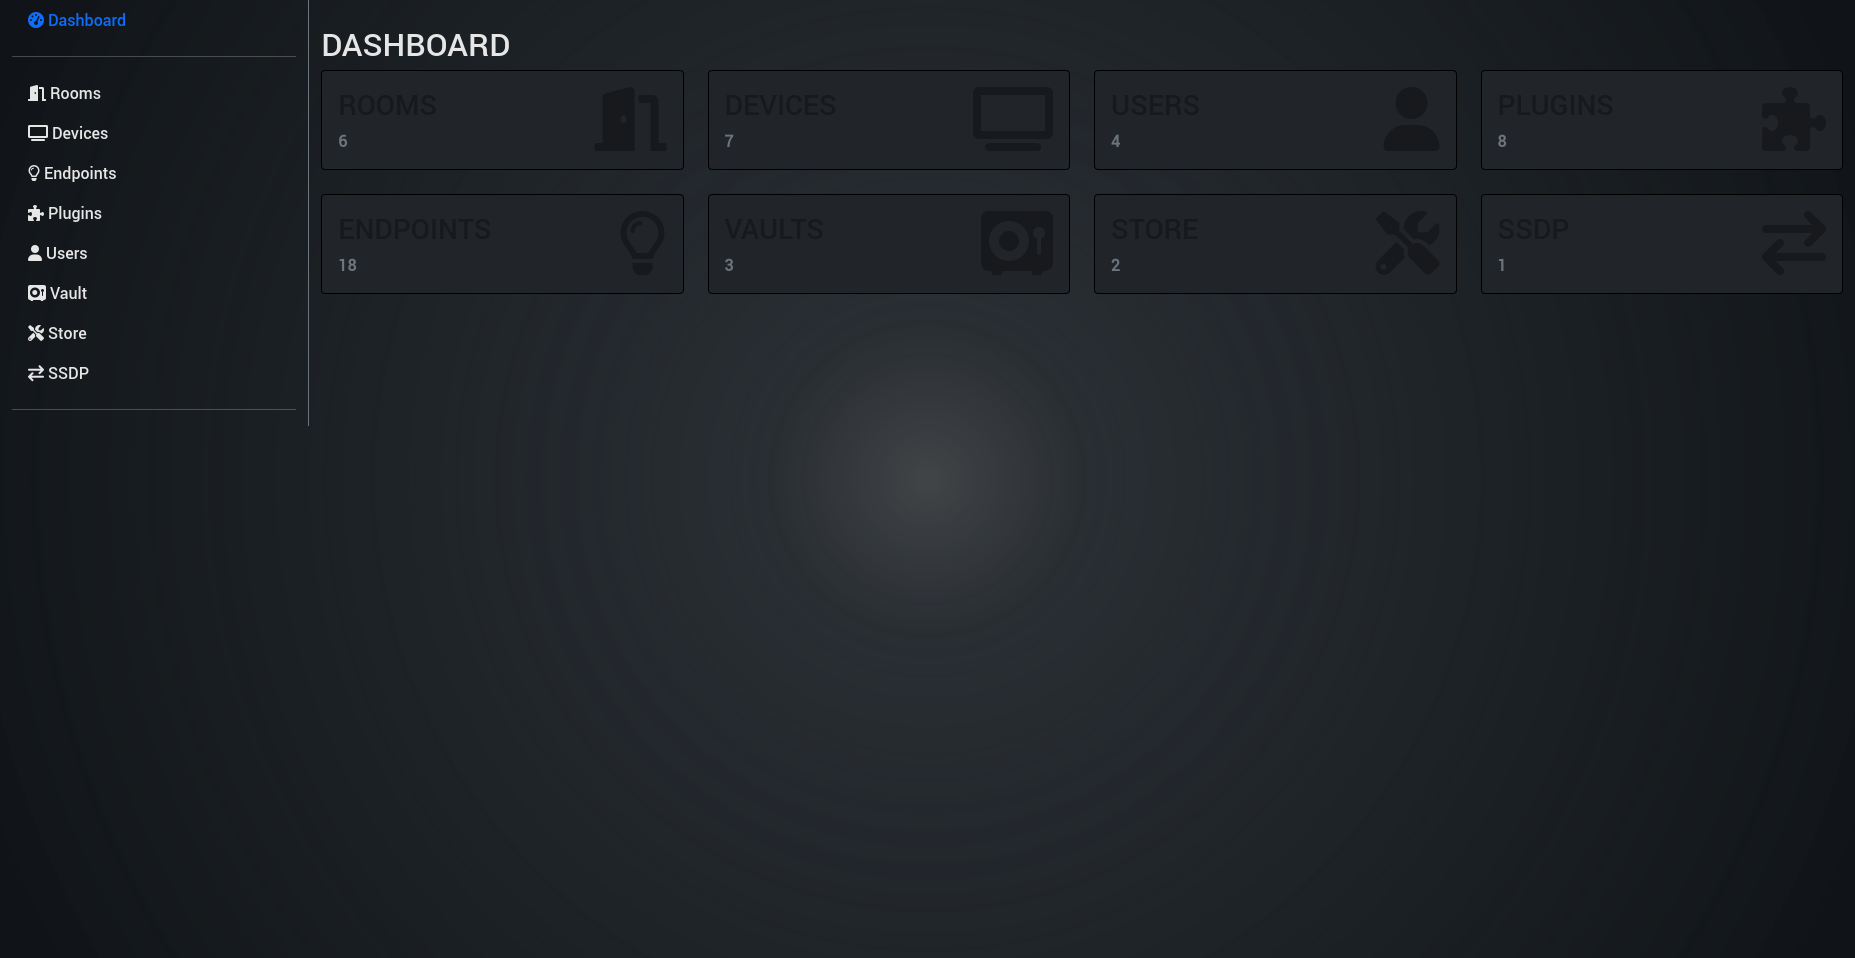 Dashboard
Rooms
Devices
Endpoints
Plugins
Users
Vault
Store
SSDP
DASHBOARD
ROOMS
6
DEVICES
7
USERS
4
PLUGINS
8
ENDPOINTS
18
VAULTS
3
STORE
2
SSDP
1